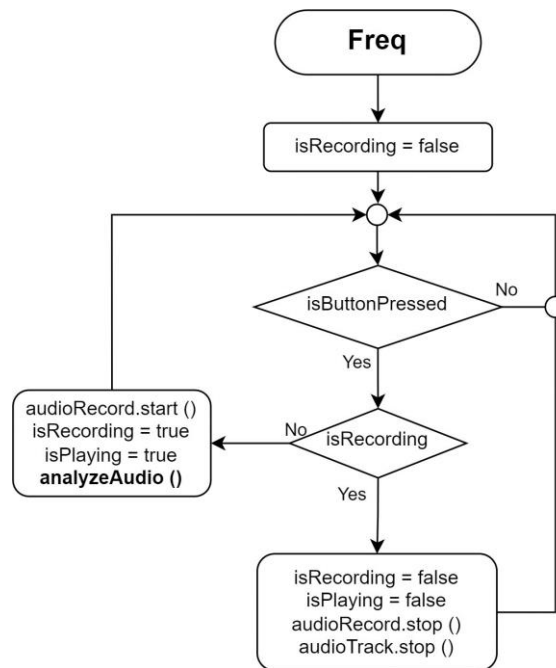 Freq
isRecording = false
isButtonPressed
No
Yes
isRecording
No
Yes
audioRecord.start ()
isRecording = true
isPlaying = true
analyzeAudio ()
isRecording = false
isPlaying = false
audioRecord.stop ()
audioTrack.stop ()